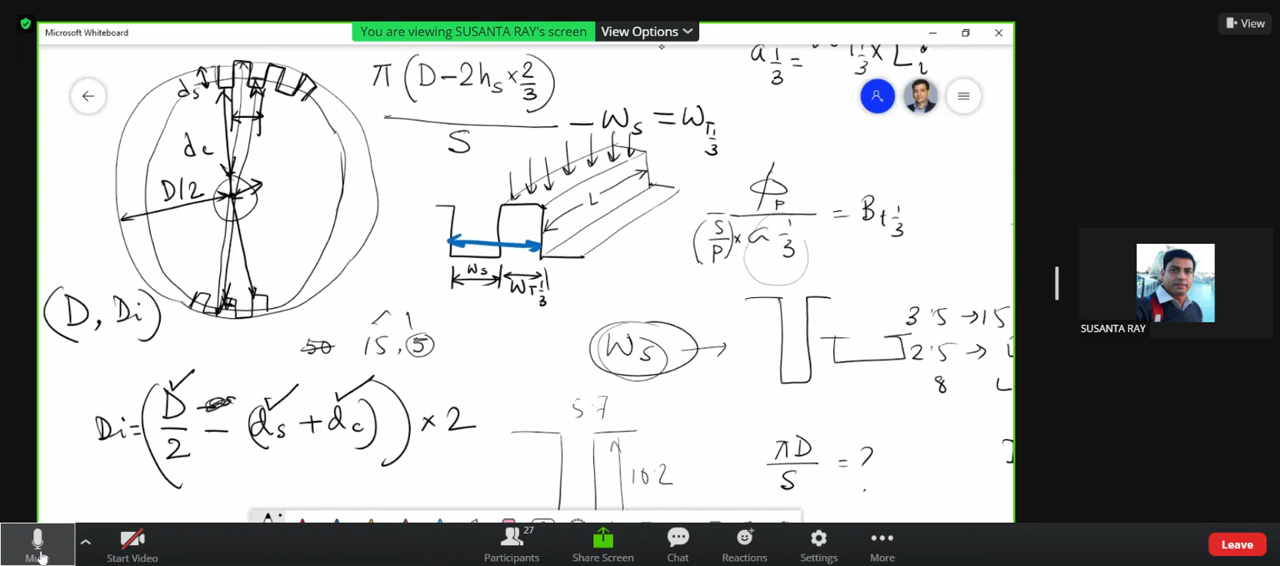 You are viewing SUSANTA RAY's screen
View Options
View
Microsoft Whiteboard
π(D-2hs×2/3)
S
- Ws = WT1/3
a1/3 =
ds
dc
D/2
(D, Di)
L
Ws
WT1/3
φP
(S/P)×a1/3 = Bt1/3
50 15, 5
Ws →
3.5 → 15
2.5 →
8
Di = (D/2 - (ds + dc)) × 2
5.7
10.2
πD/S = ?
SUSANTA RAY
Start Video
27
Participants
Share Screen
Chat
Reactions
Settings
More
Leave